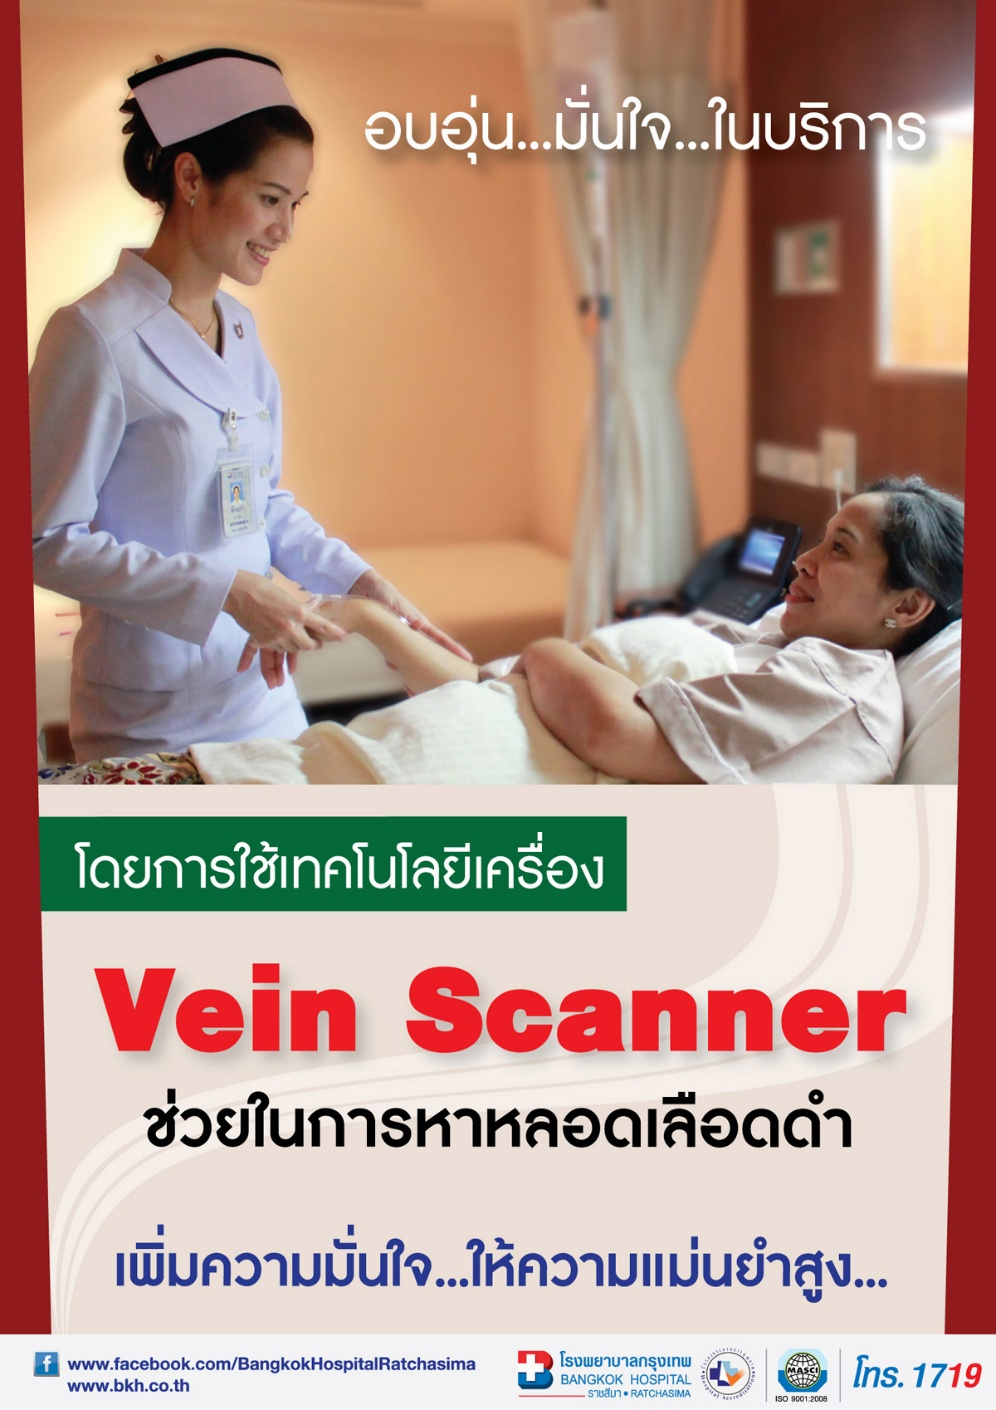 อบอุ่น...มั่นใจ...ในบริการ
โดยการใช้เทคโนโลยีเครื่อง
Vein Scanner
ช่วยในการหาหลอดเลือดดำ
เพิ่มความมั่นใจ...ให้ความแม่นยำสูง...
www.facebook.com/BangkokHospitalRatchasima
www.bkh.co.th
โรงพยาบาลกรุงเทพ
BANGKOK HOSPITAL
ราชสีมา • RATCHASIMA
MASCI
ISO 9001:2008
โทร. 1719